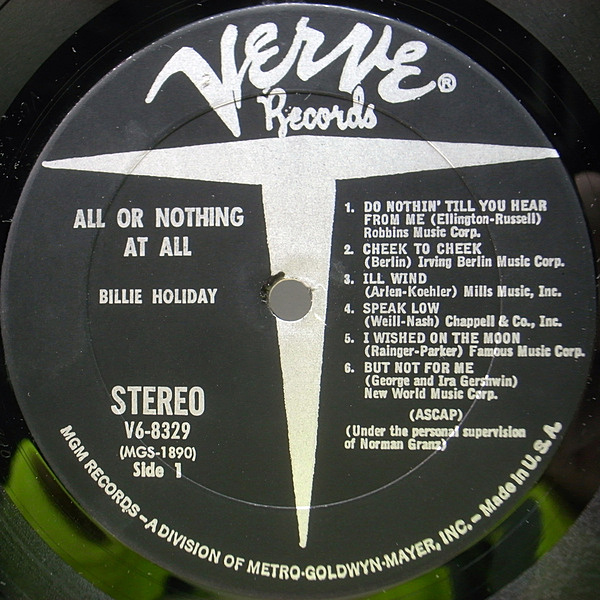 Verve®
Records
ALL OR NOTHING
AT ALL
BILLIE HOLIDAY
STEREO
V6-8329
(MGS-1890)
Side 1
1. DO NOTHIN' TILL YOU HEAR
FROM ME (Ellington-Russell)
Robbins Music Corp.
2. CHEEK TO CHEEK
(Berlin) Irving Berlin Music Corp.
3. ILL WIND
(Arlen-Koehler) Mills Music, Inc.
4. SPEAK LOW
(Weill-Nash) Chappell & Co., Inc.
5. I WISHED ON THE MOON
(Rainger-Parker) Famous Music Corp.
6. BUT NOT FOR ME
(George and Ira Gershwin)
New World Music Corp.
(ASCAP)
(Under the personal supervision
of Norman Granz)
MGM RECORDS – A DIVISION OF METRO-GOLDWYN-MAYER, INC. – Made In U.S.A.